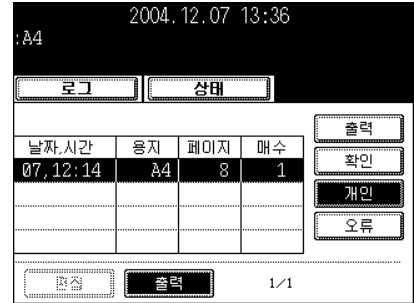 2004.12.07 13:36
:A4
로그 상태
출력
날짜,시간 용지 페이지 매수
확인
07,12:14 A4 8 1
개인
오류
저장 출력 1/1